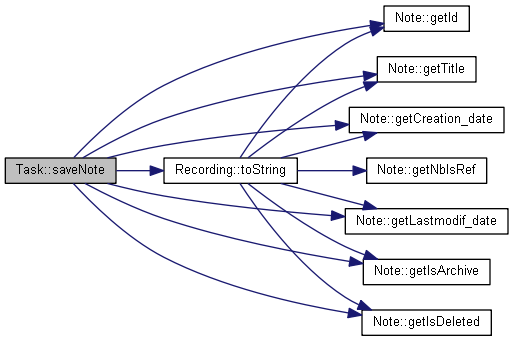 Note::getId
Note::getTitle
Note::getCreation_date
Task::saveNote
Recording::toString
Note::getNbIsRef
Note::getLastmodif_date
Note::getIsArchive
Note::getIsDeleted